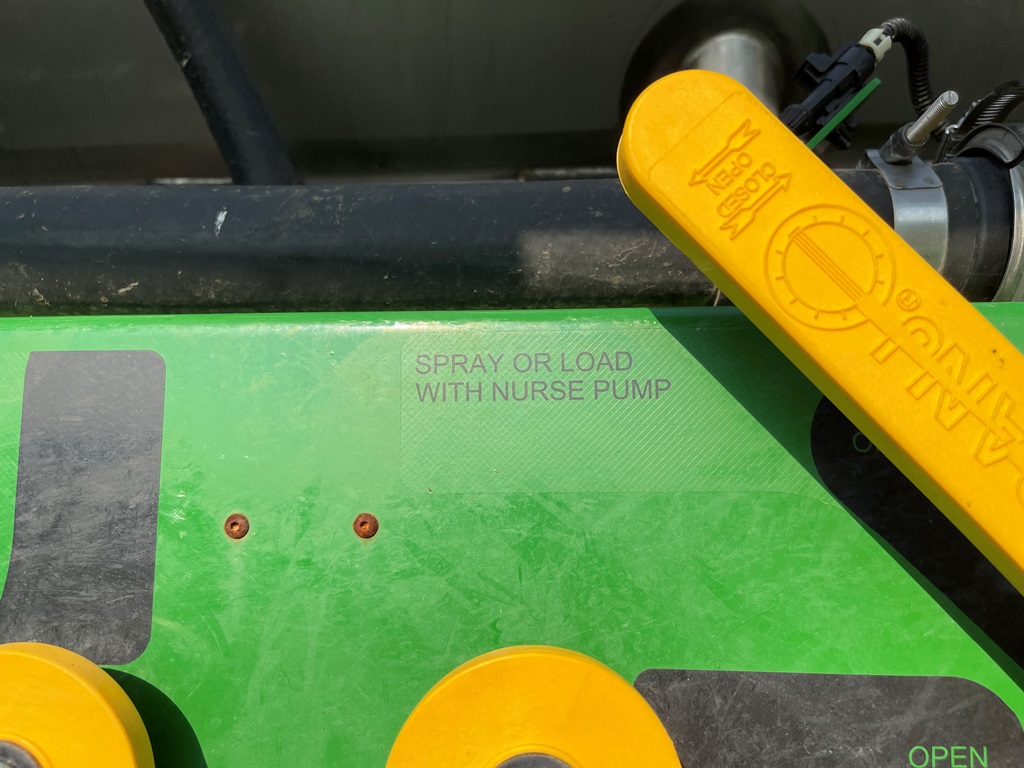 OPEN
CLOSED
SPRAY OR LOAD
WITH NURSE PUMP
OPEN